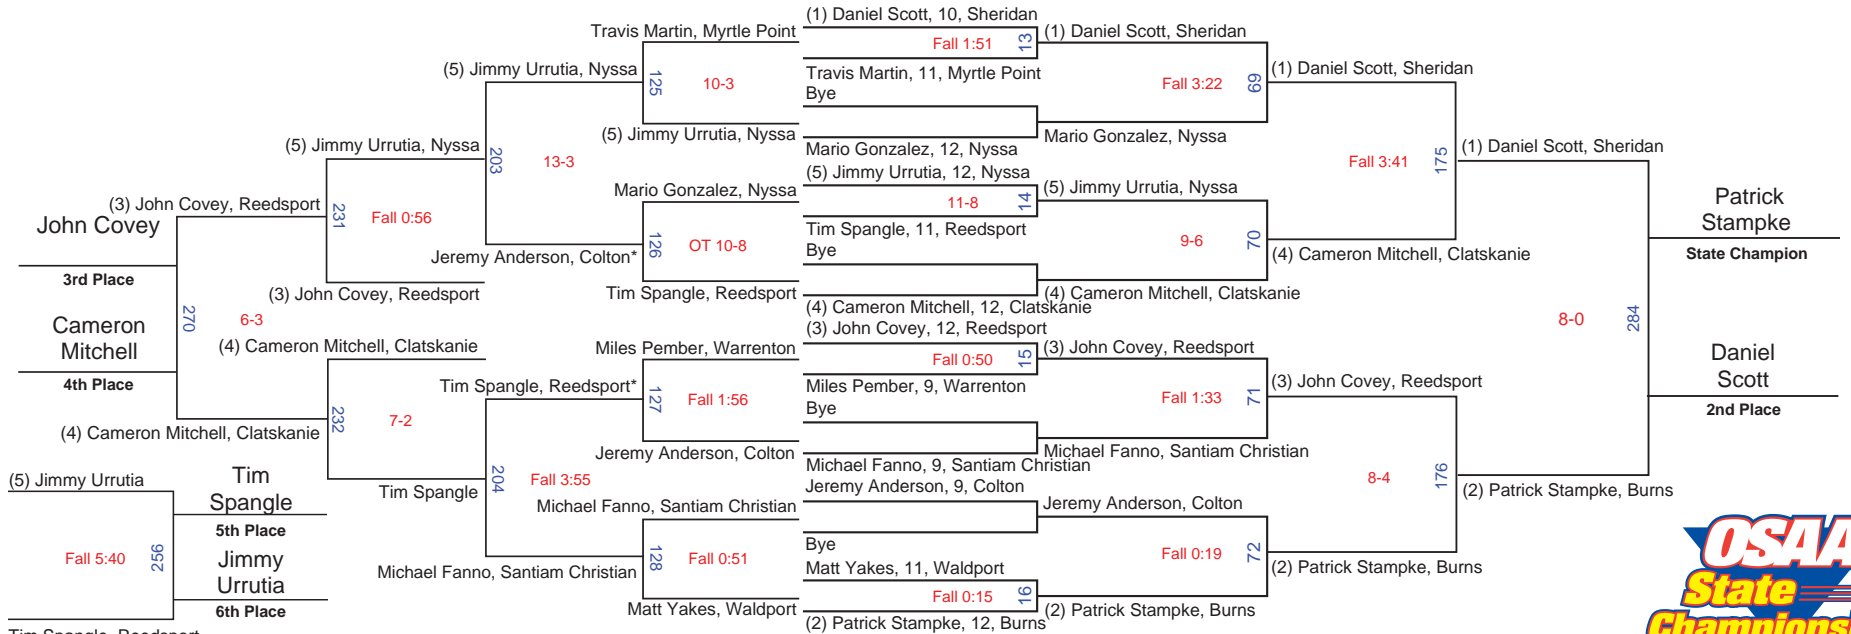 (1) Daniel Scott, 10, Sheridan
Fall 1:51
13
Travis Martin, 11, Myrtle Point
Bye
Mario Gonzalez, 12, Nyssa
(5) Jimmy Urrutia, 12, Nyssa
11-8
14
Tim Spangle, 11, Reedsport
Bye
(4) Cameron Mitchell, 12, Clatskanie
(3) John Covey, 12, Reedsport
Fall 0:50
15
Miles Pember, 9, Warrenton
Bye
Michael Fanno, 9, Santiam Christian
Jeremy Anderson, 9, Colton
Bye
Matt Yakes, 11, Waldport
Fall 0:15
16
(2) Patrick Stampke, 12, Burns
(1) Daniel Scott, Sheridan
Fall 3:22
69
Mario Gonzalez, Nyssa
(5) Jimmy Urrutia, Nyssa
9-6
70
(4) Cameron Mitchell, Clatskanie
(3) John Covey, Reedsport
Fall 1:33
71
Michael Fanno, Santiam Christian
Jeremy Anderson, Colton
Fall 0:19
72
(2) Patrick Stampke, Burns
(1) Daniel Scott, Sheridan
Fall 3:41
175
(4) Cameron Mitchell, Clatskanie
(3) John Covey, Reedsport
8-4
176
(2) Patrick Stampke, Burns
(1) Daniel Scott, Sheridan
8-0
284
(2) Patrick Stampke, Burns
Patrick
Stampke
State Champion
Daniel
Scott
2nd Place
Travis Martin, Myrtle Point
125
10-3
(5) Jimmy Urrutia, Nyssa
Mario Gonzalez, Nyssa
126
OT 10-8
Tim Spangle, Reedsport
Miles Pember, Warrenton
127
Fall 1:56
Jeremy Anderson, Colton
Michael Fanno, Santiam Christian
128
Fall 0:51
Matt Yakes, Waldport
(5) Jimmy Urrutia, Nyssa
203
13-3
Jeremy Anderson, Colton*
Tim Spangle, Reedsport*
204
Fall 3:55
Michael Fanno, Santiam Christian
(5) Jimmy Urrutia, Nyssa
231
Fall 0:56
(3) John Covey, Reedsport
(4) Cameron Mitchell, Clatskanie
232
7-2
Tim Spangle
(3) John Covey, Reedsport
270
6-3
(4) Cameron Mitchell, Clatskanie
John Covey
3rd Place
Cameron
Mitchell
4th Place
(5) Jimmy Urrutia
Fall 5:40
256
Tim Spangle, Reedsport
Tim
Spangle
5th Place
Jimmy
Urrutia
6th Place
OSAA
State